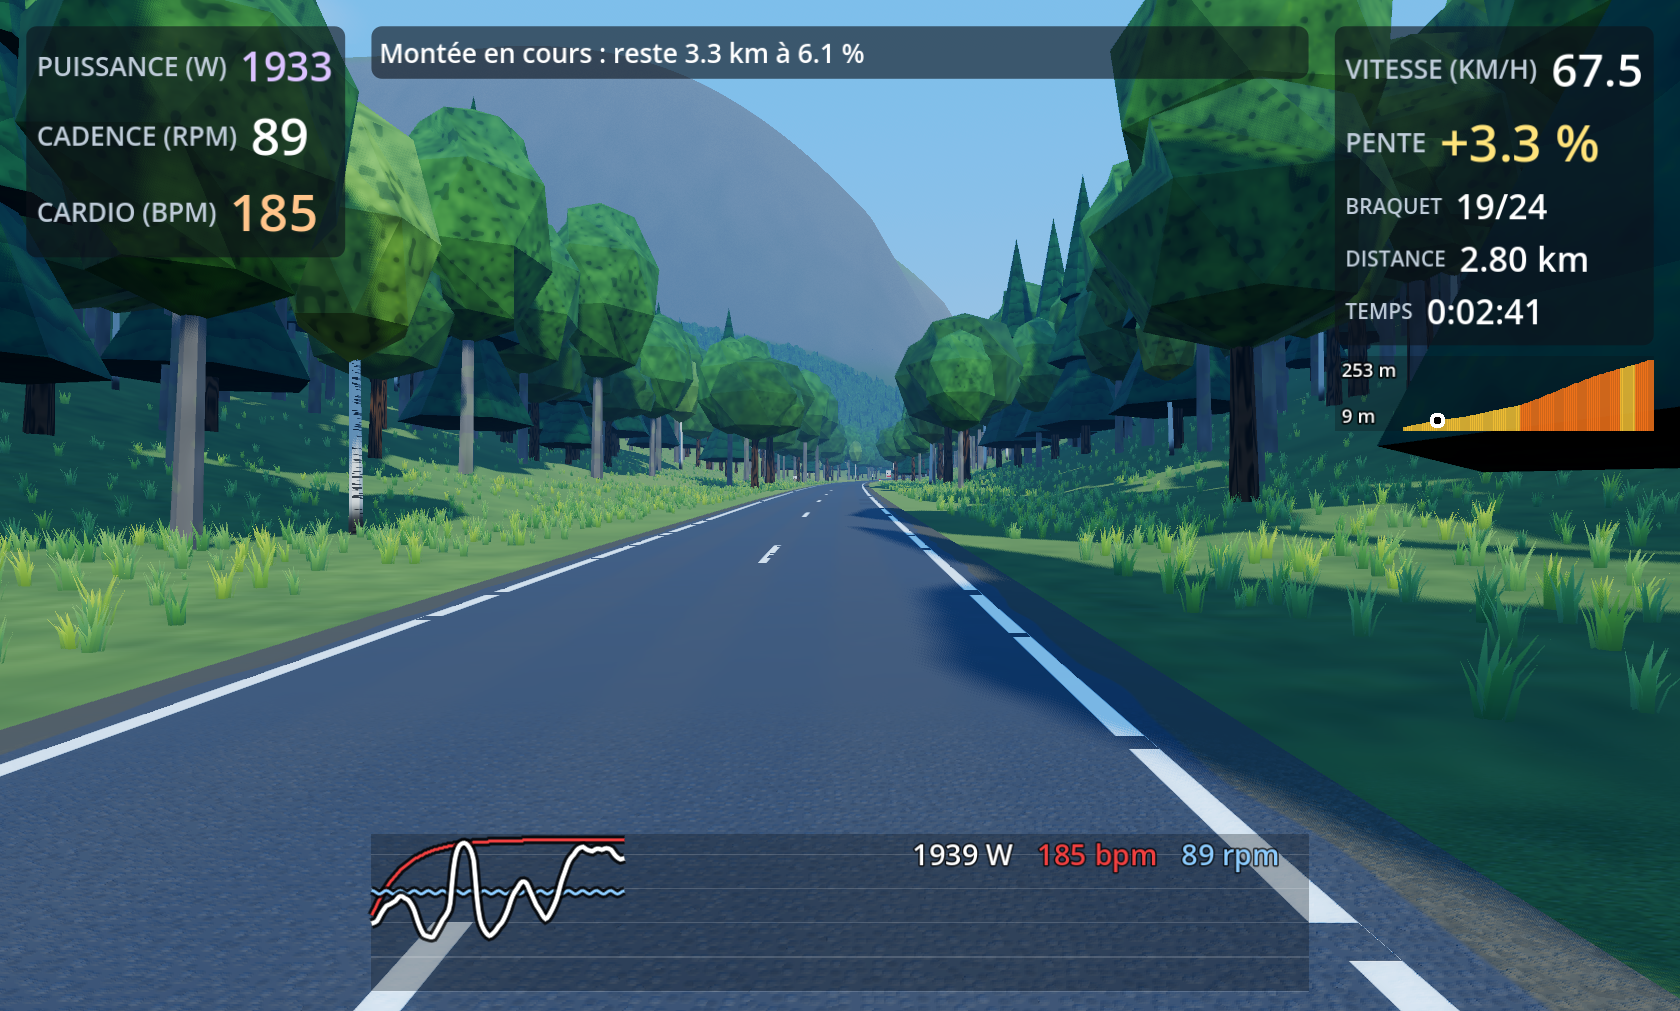 PUISSANCE (W) 1933
CADENCE (RPM) 89
CARDIO (BPM) 185
Montée en cours : reste 3.3 km à 6.1 %
VITESSE (KM/H) 67.5
PENTE +3.3 %
BRAQUET 19/24
DISTANCE 2.80 km
TEMPS 0:02:41
253 m
9 m
1939 W 185 bpm 89 rpm